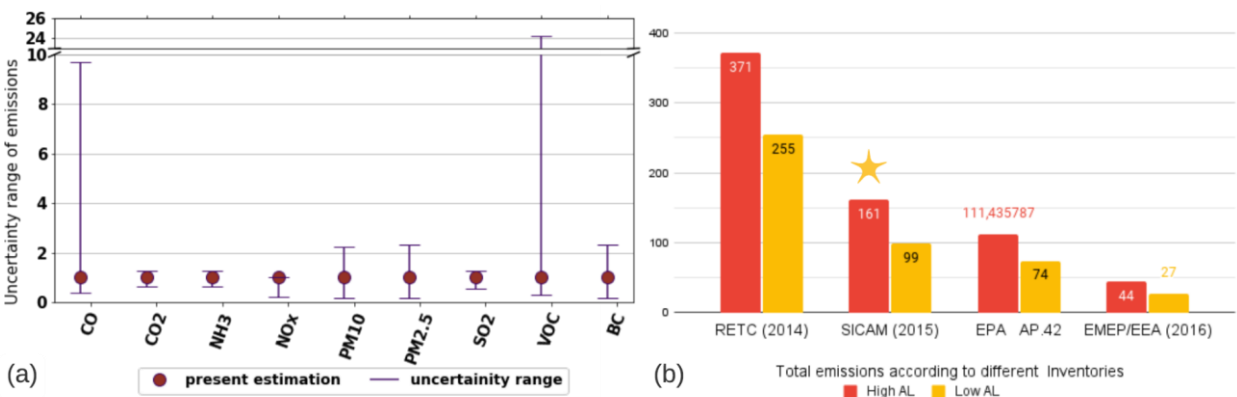 Uncertainty range of emissions
26
24
10
8
6
4
2
0
CO
CO2
NH3
NOx
PM10
PM2.5
SO2
VOC
BC
present estimation
uncertainity range
(a)
400
300
200
100
0
371
255
161
99
111,435787
74
44
27
RETC (2014)
SICAM (2015)
EPA AP.42
EMEP/EEA (2016)
Total emissions according to different Inventories
High AL
Low AL
(b)